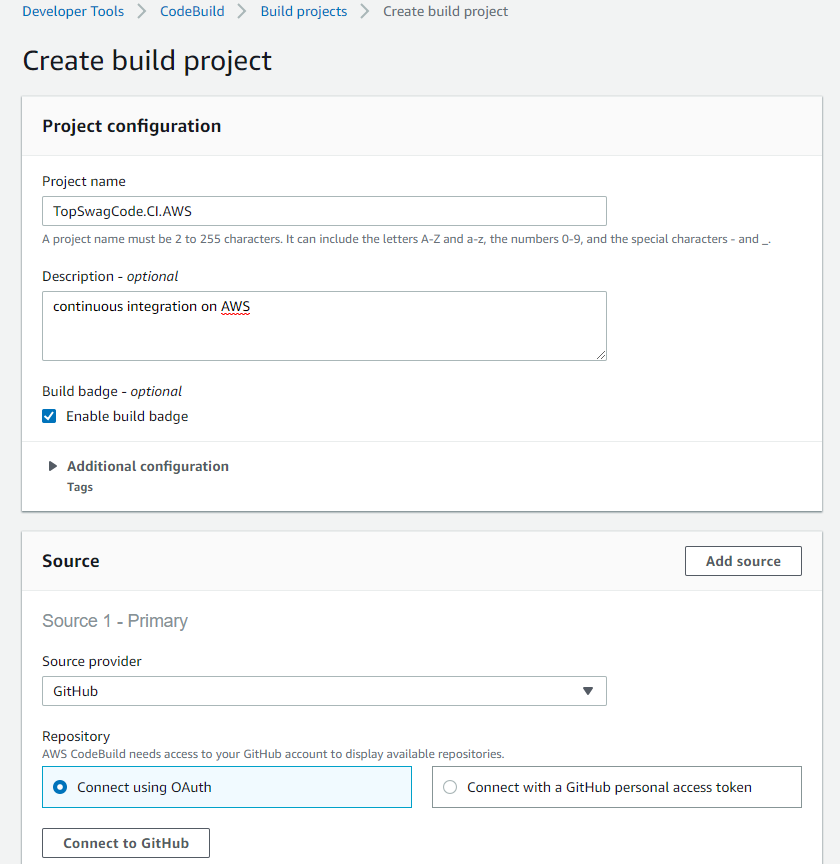 Developer Tools > CodeBuild > Build projects > Create build project
Create build project
Project configuration
Project name
TopSwagCode.CI.AWS
A project name must be 2 to 255 characters. It can include the letters A-Z and a-z, the numbers 0-9, and the special characters - and _.
Description - optional
continuous integration on AWS
Build badge - optional
Enable build badge
Additional configuration
Tags
Source
Add source
Source 1 - Primary
Source provider
GitHub
Repository
AWS CodeBuild needs access to your GitHub account to display available repositories.
Connect using OAuth
Connect with a GitHub personal access token
Connect to GitHub